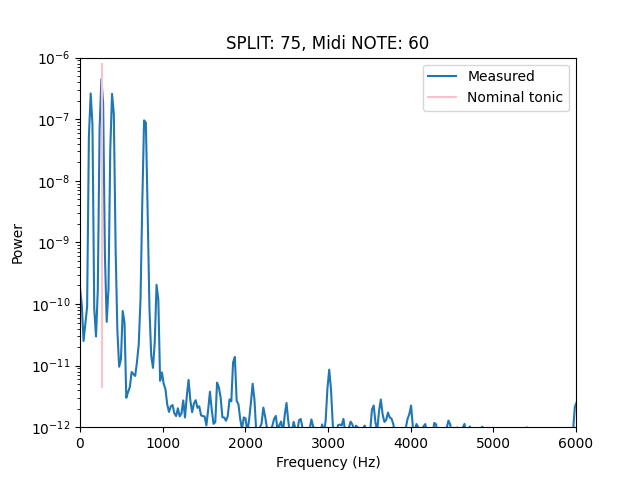 SPLIT: 75, Midi NOTE: 60
Measured
Nominal tonic
Power
10⁻⁶
10⁻⁷
10⁻⁸
10⁻⁹
10⁻¹⁰
10⁻¹¹
10⁻¹²
0 1000 2000 3000 4000 5000 6000
Frequency (Hz)